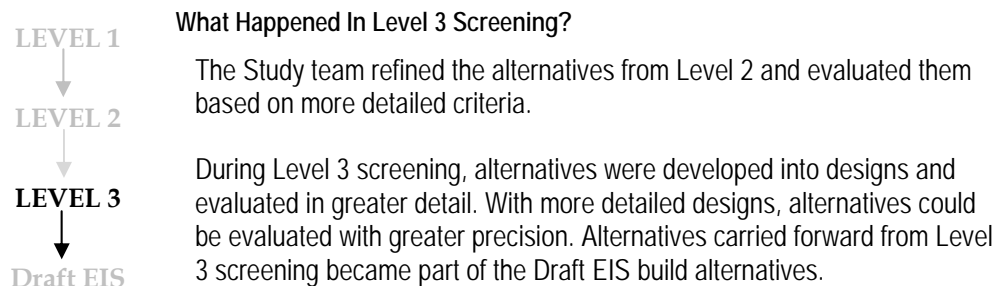 LEVEL 1
LEVEL 2
LEVEL 3
Draft EIS
What Happened In Level 3 Screening?
The Study team refined the alternatives from Level 2 and evaluated them
based on more detailed criteria.
During Level 3 screening, alternatives were developed into designs and
evaluated in greater detail. With more detailed designs, alternatives could
be evaluated with greater precision. Alternatives carried forward from Level
3 screening became part of the Draft EIS build alternatives.